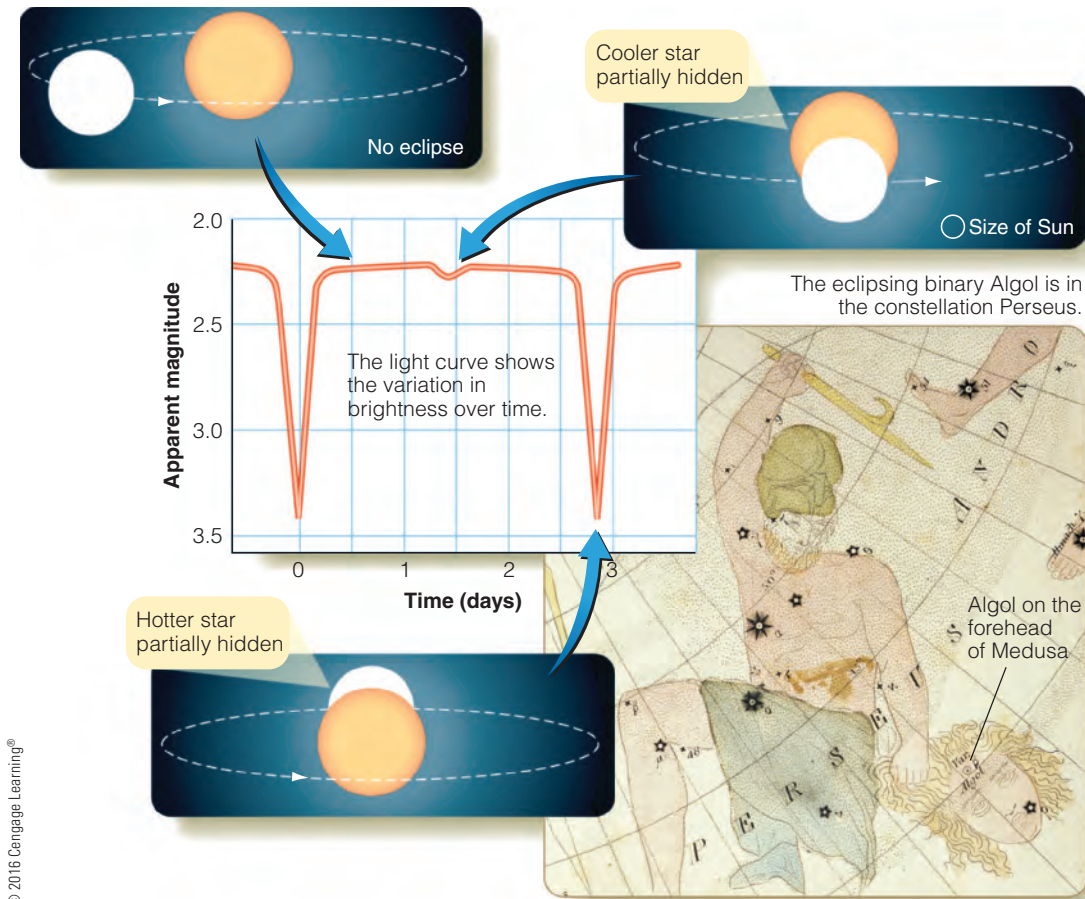 No eclipse
Cooler star
partially hidden
Size of Sun
The eclipsing binary Algol is in
the constellation Perseus.
2.0
2.5
3.0
3.5
Apparent magnitude
The light curve shows
the variation in
brightness over time.
0
1
2
3
Time (days)
Hotter star
partially hidden
Algol on the
forehead
of Medusa
A N D R O
P E R S E U S
Var.
Algol
© 2016 Cengage Learning®